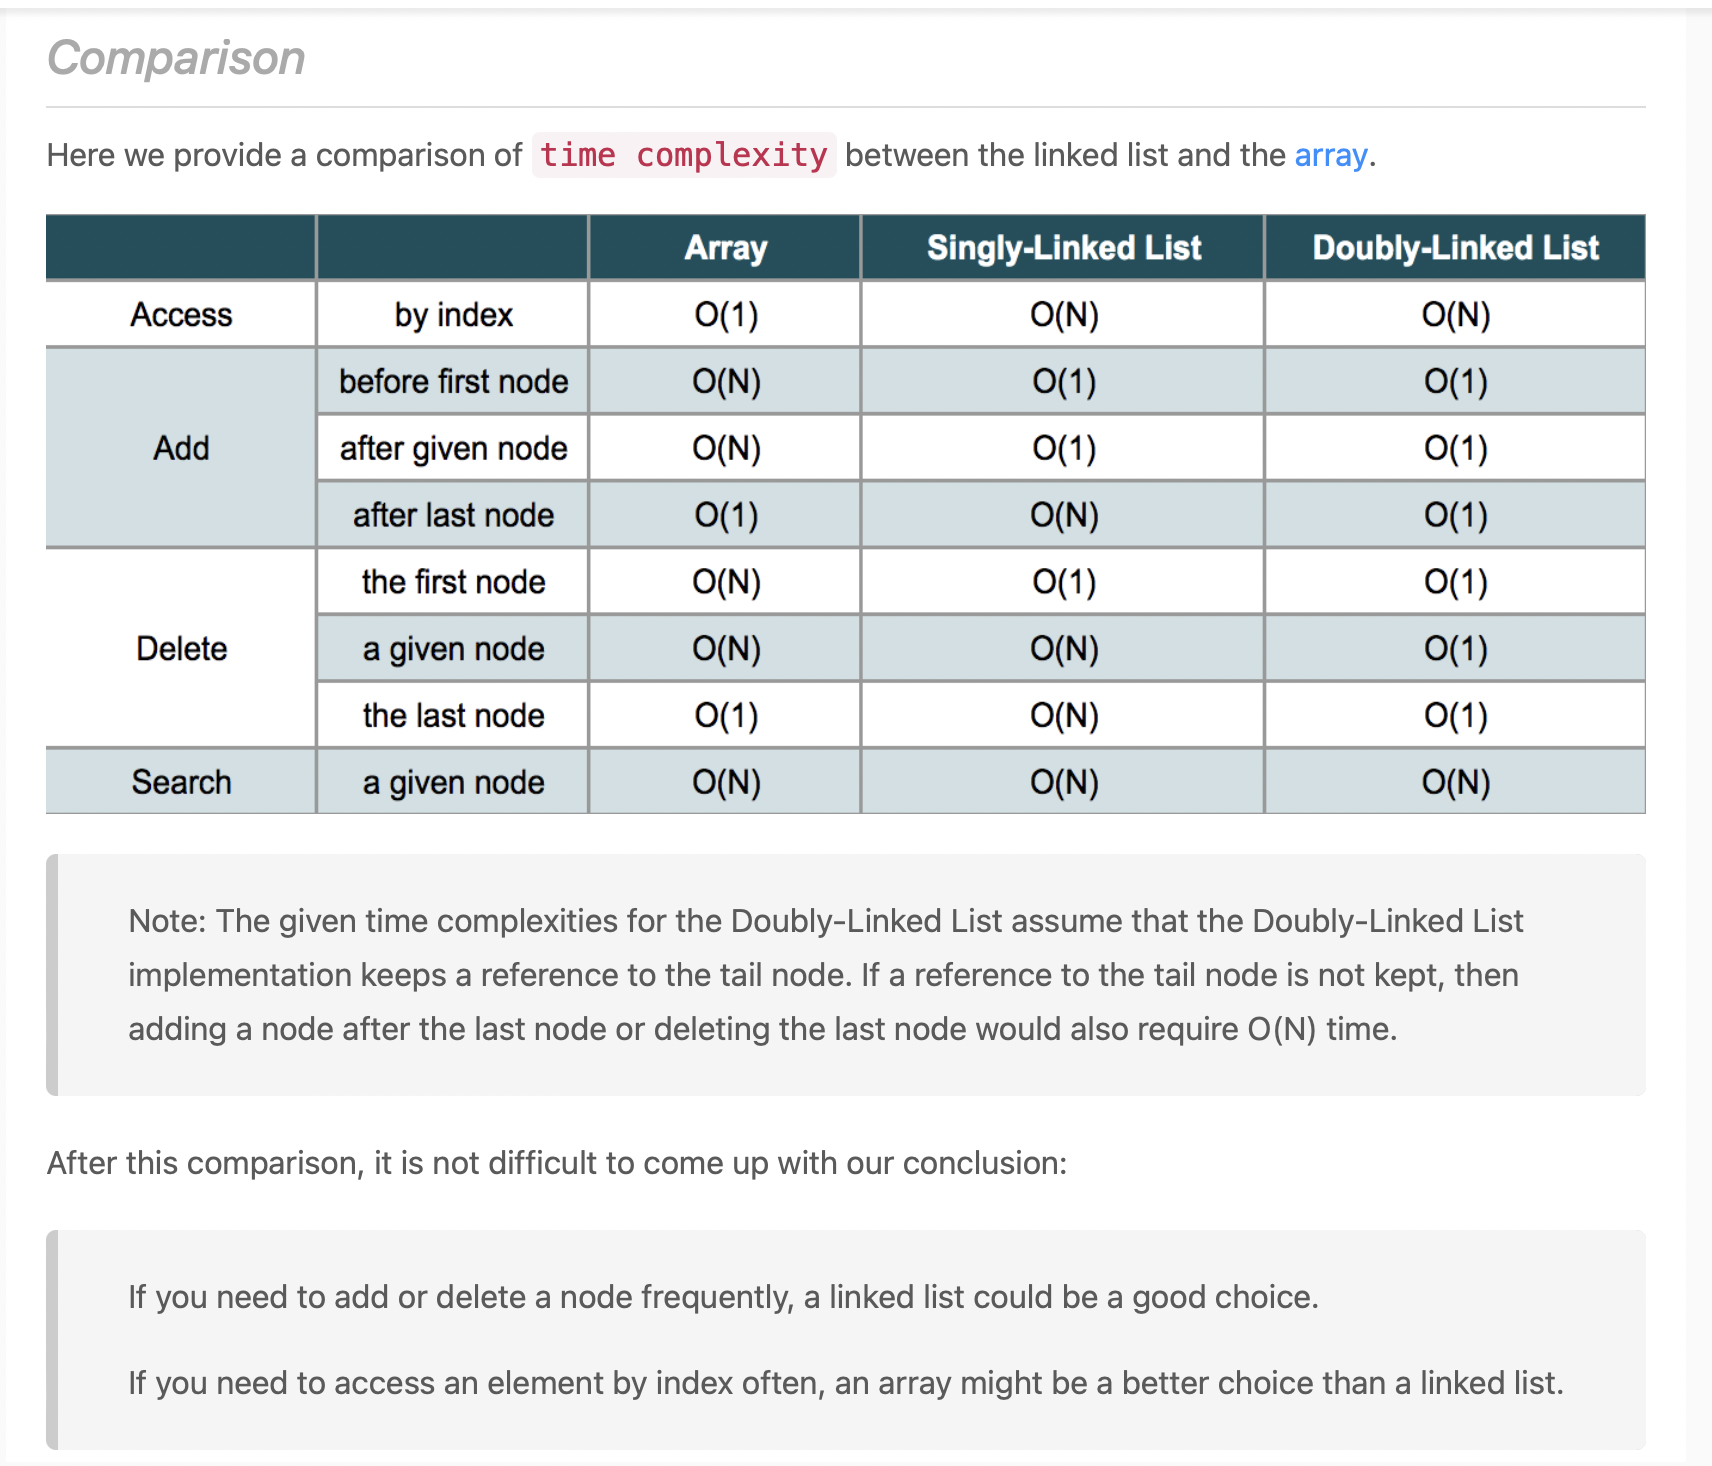 Comparison
Here we provide a comparison of time complexity between the linked list and the array.
Array Singly-Linked List Doubly-Linked List
Access by index O(1) O(N) O(N)
before first node O(N) O(1) O(1)
Add after given node O(N) O(1) O(1)
after last node O(1) O(N) O(1)
the first node O(N) O(1) O(1)
Delete a given node O(N) O(N) O(1)
the last node O(1) O(N) O(1)
Search a given node O(N) O(N) O(N)
Note: The given time complexities for the Doubly-Linked List assume that the Doubly-Linked List
implementation keeps a reference to the tail node. If a reference to the tail node is not kept, then
adding a node after the last node or deleting the last node would also require O(N) time.
After this comparison, it is not difficult to come up with our conclusion:
If you need to add or delete a node frequently, a linked list could be a good choice.
If you need to access an element by index often, an array might be a better choice than a linked list.